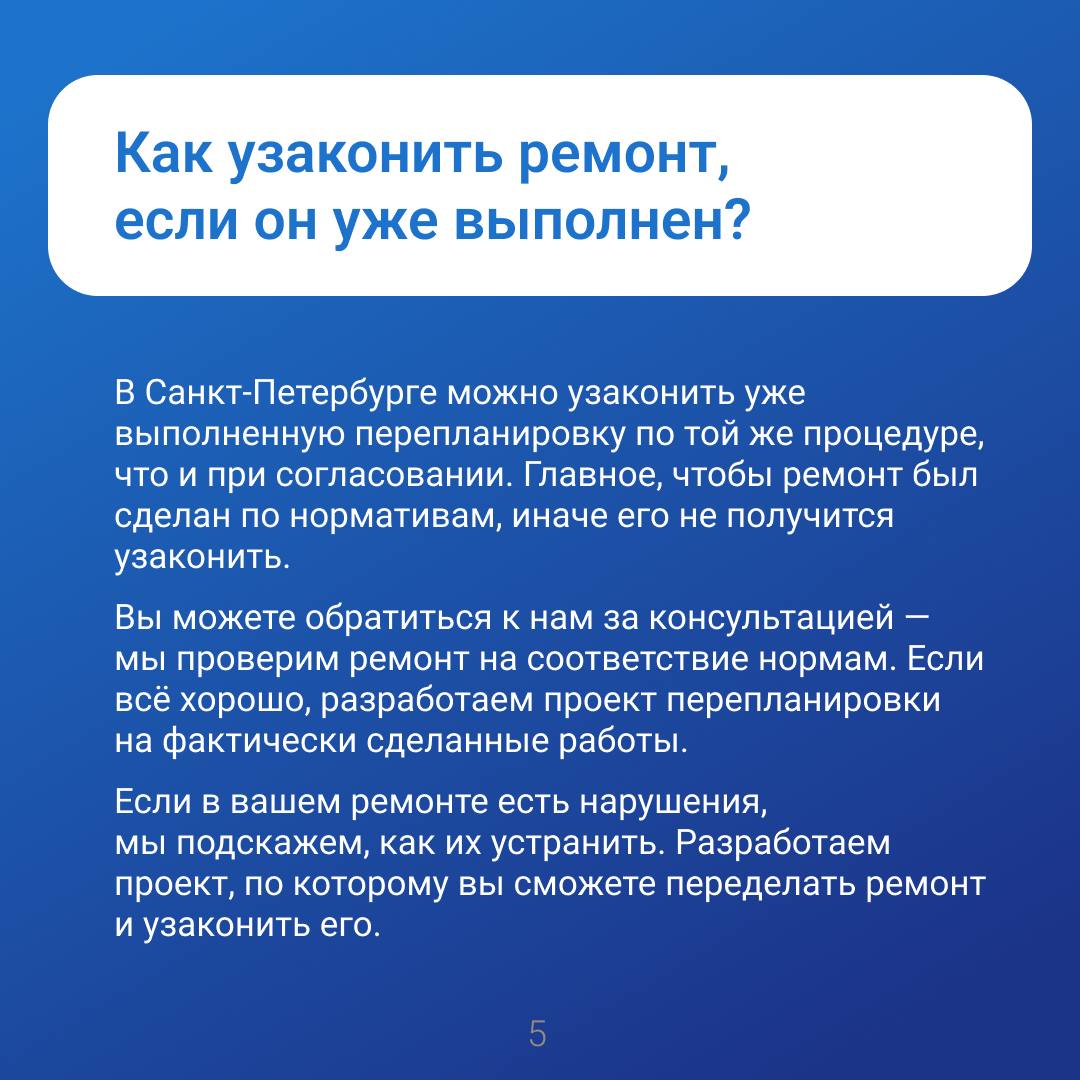 Как узаконить ремонт,
если он уже выполнен?
В Санкт-Петербурге можно узаконить уже
выполненную перепланировку по той же процедуре,
что и при согласовании. Главное, чтобы ремонт был
сделан по нормативам, иначе его не получится
узаконить.
Вы можете обратиться к нам за консультацией —
мы проверим ремонт на соответствие нормам. Если
всё хорошо, разработаем проект перепланировки
на фактически сделанные работы.
Если в вашем ремонте есть нарушения,
мы подскажем, как их устранить. Разработаем
проект, по которому вы сможете переделать ремонт
и узаконить его.
5